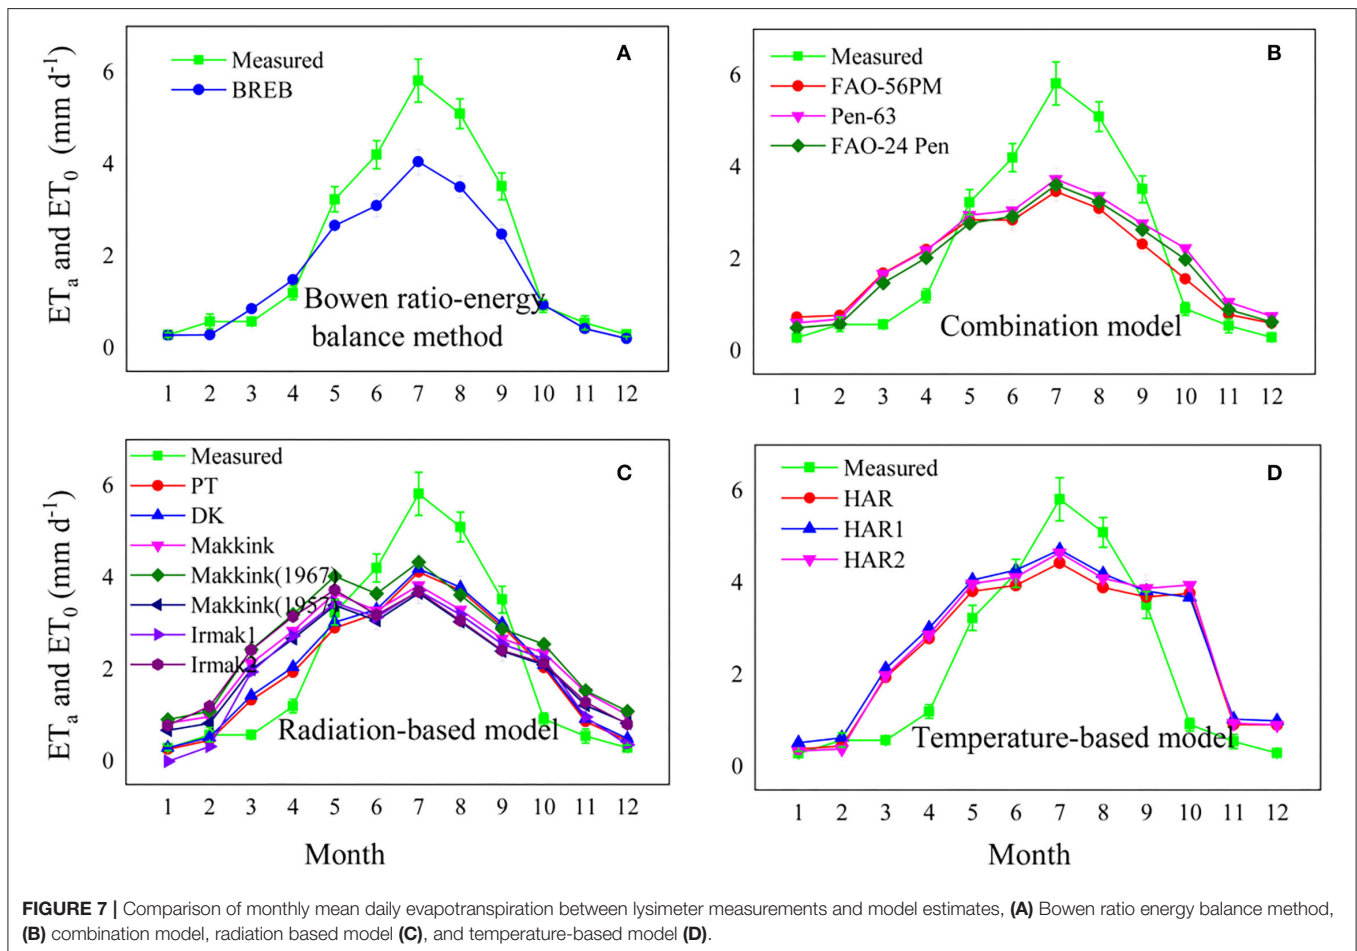 ETa and ET0 (mm d-1)
6
4
2
0
Measured
BREB
A
Bowen ratio-energy
balance method
1 2 3 4 5 6 7 8 9 10 11 12
6
4
2
0
Measured
FAO-56PM
Pen-63
FAO-24 Pen
B
Combination model
1 2 3 4 5 6 7 8 9 10 11 12
ETa and ET0 (mm d-1)
6
4
2
0
Measured
PT
DK
Makkink
Makkink(1967)
Makkink(1957)
Irmak1
Irmak2
C
Radiation-based model
1 2 3 4 5 6 7 8 9 10 11 12
Month
6
4
2
0
Measured
HAR
HAR1
HAR2
D
Temperature-based model
1 2 3 4 5 6 7 8 9 10 11 12
Month
FIGURE 7 | Comparison of monthly mean daily evapotranspiration between lysimeter measurements and model estimates, (A) Bowen ratio energy balance method,
(B) combination model, radiation based model (C), and temperature-based model (D).